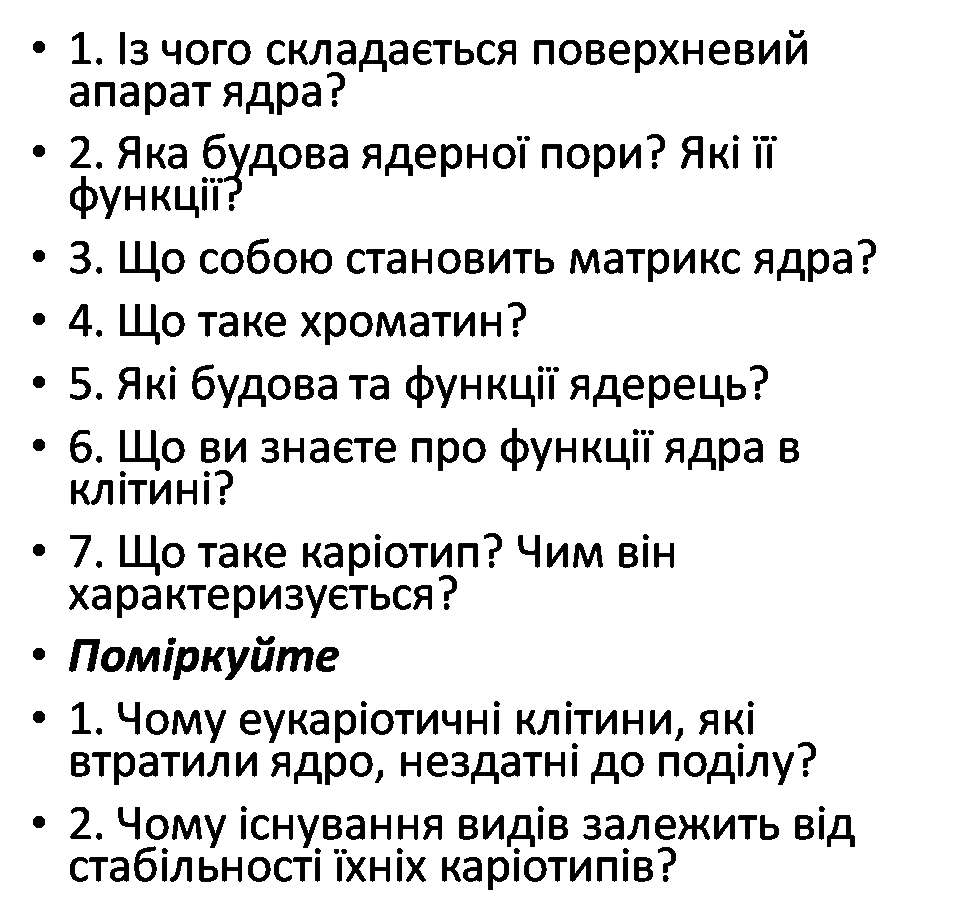 • 1. Із чого складається поверхневий
апарат ядра?
• 2. Яка будова ядерної пори? Які її
функції?
• 3. Що собою становить матрикс ядра?
• 4. Що таке хроматин?
• 5. Які будова та функції ядерець?
• 6. Що ви знаєте про функції ядра в
клітині?
• 7. Що таке каріотип? Чим він
характеризується?
• Поміркуйте
• 1. Чому еукаріотичні клітини, які
втратили ядро, нездатні до поділу?
• 2. Чому існування видів залежить від
стабільності їхніх каріотипів?